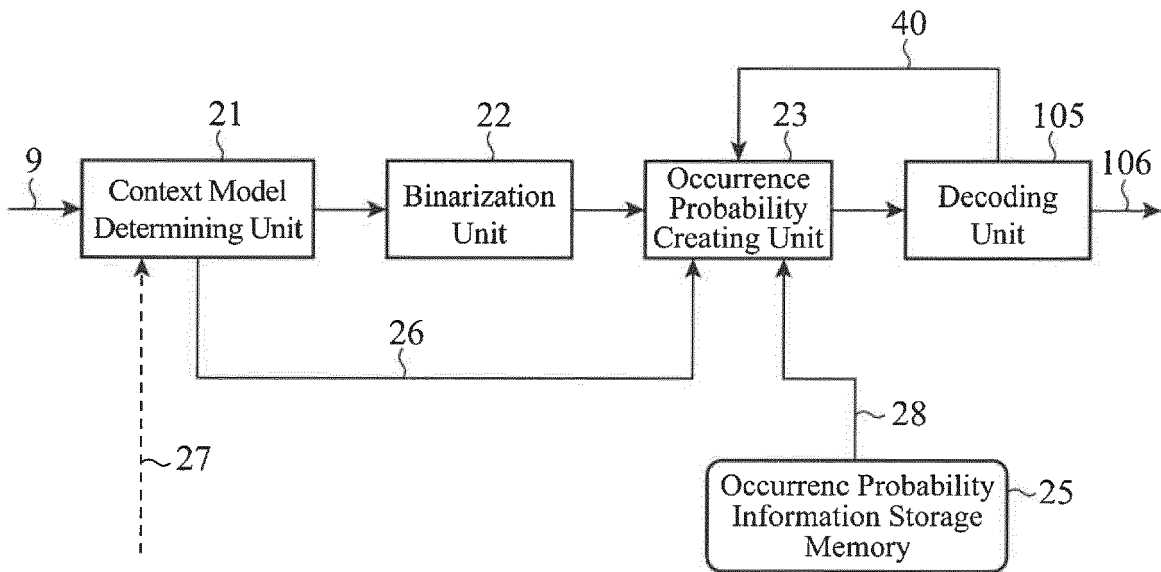 40
21
22
23
105
9
106
Context Model
Determining Unit
Binarization
Unit
Occurrence
Probability
Creating Unit
Decoding
Unit
26
27
28
Occurrenc Probability
Information Storage
Memory
25